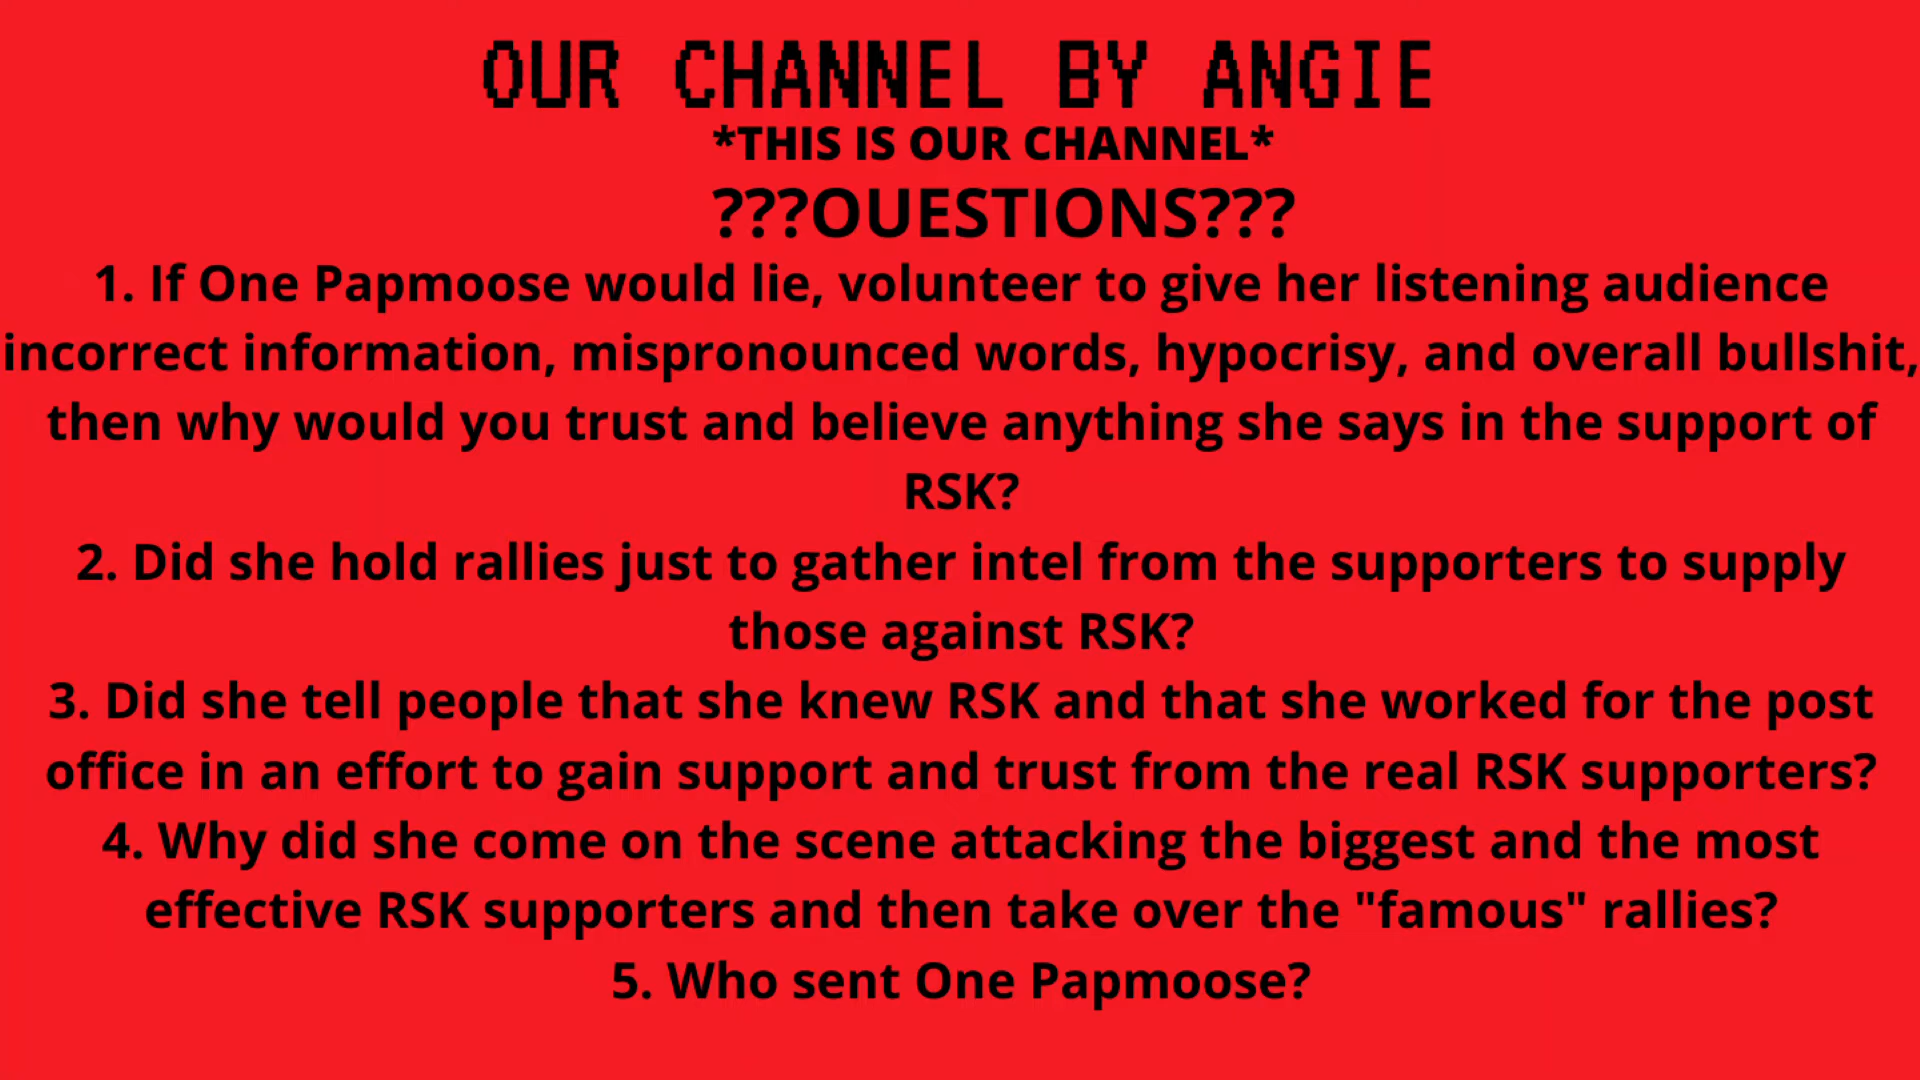 OUR CHANNEL BY ANGIE
*THIS IS OUR CHANNEL*
???QUESTIONS???
1. If One Papmoose would lie, volunteer to give her listening audience
incorrect information, mispronounced words, hypocrisy, and overall bullshit,
then why would you trust and believe anything she says in the support of
RSK?
2. Did she hold rallies just to gather intel from the supporters to supply
those against RSK?
3. Did she tell people that she knew RSK and that she worked for the post
office in an effort to gain support and trust from the real RSK supporters?
4. Why did she come on the scene attacking the biggest and the most
effective RSK supporters and then take over the "famous" rallies?
5. Who sent One Papmoose?